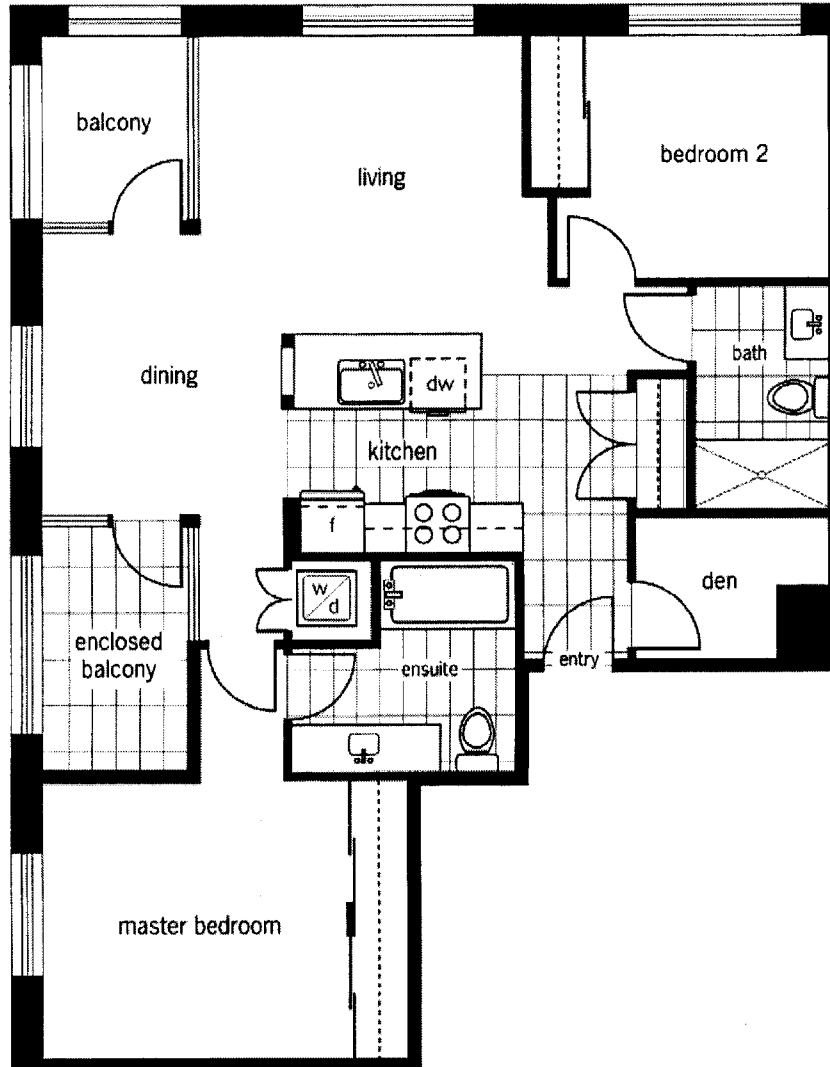 balcony
living
bedroom 2
dining
dw
bath
kitchen
f
w
d
den
enclosed
balcony
ensuite
entry
master bedroom